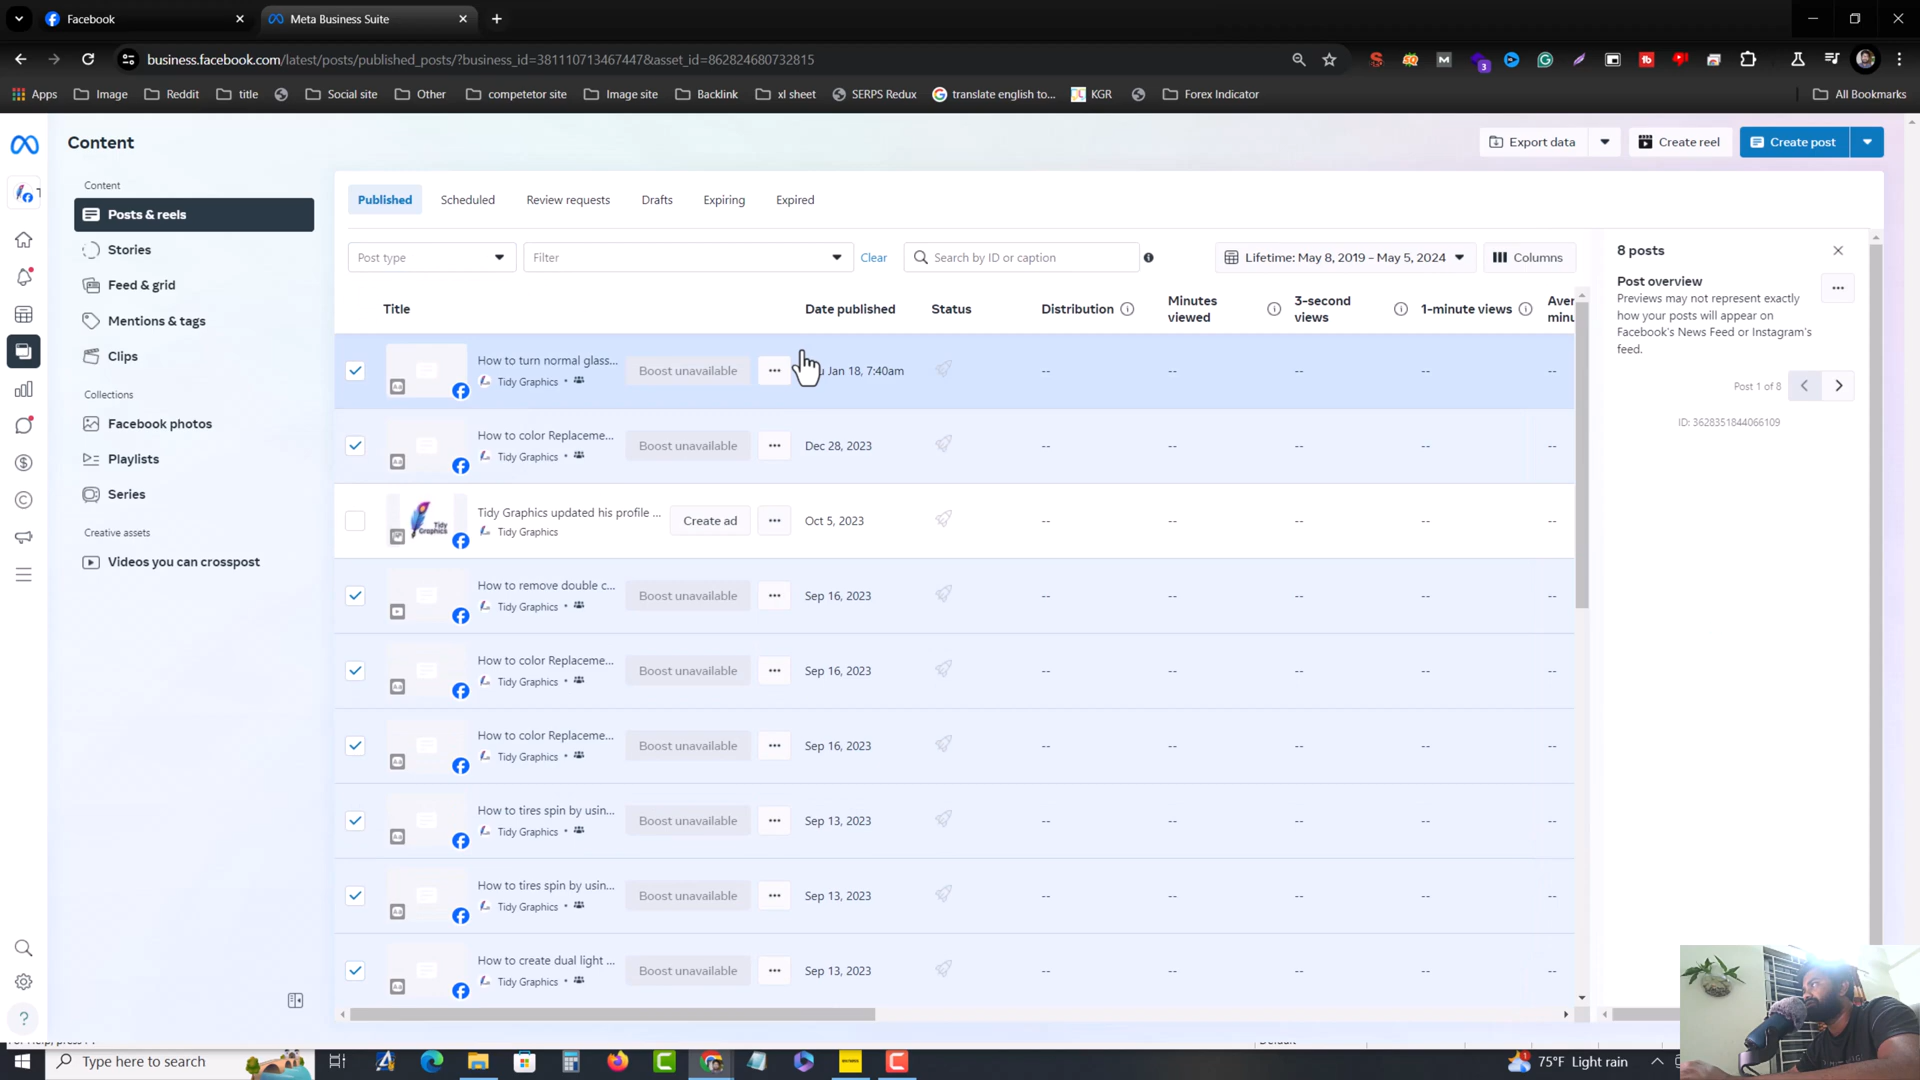 Facebook
Meta Business Suite
business.facebook.com/latest/posts/published_posts/?business_id=381110713467447&asset_id=862824680732815
Apps
Image
Reddit
title
Social site
Other
competetor site
Image site
Backlink
xl sheet
SERPS Redux
translate english to...
KGR
Forex Indicator
All Bookmarks
Content
Export data
Create reel
Create post
Content
Posts & reels
Stories
Feed & grid
Mentions & tags
Clips
Collections
Facebook photos
Playlists
Series
Creative assets
Videos you can crosspost
Published
Scheduled
Review requests
Drafts
Expiring
Expired
Post type
Filter
Clear
Search by ID or caption
Lifetime: May 8, 2019 – May 5, 2024
Columns
Title
Date published
Status
Distribution
Minutes viewed
3-second views
1-minute views
How to turn normal glass...
Tidy Graphics
Boost unavailable
Jan 18, 7:40am
-- -- -- -- --
How to color Replaceme...
Tidy Graphics
Boost unavailable
Dec 28, 2023
-- -- -- -- --
Tidy Graphics
Tidy Graphics updated his profile ...
Tidy Graphics
Create ad
Oct 5, 2023
-- -- -- -- --
How to remove double c...
Tidy Graphics
Boost unavailable
Sep 16, 2023
-- -- -- -- --
How to color Replaceme...
Tidy Graphics
Boost unavailable
Sep 16, 2023
-- -- -- -- --
How to color Replaceme...
Tidy Graphics
Boost unavailable
Sep 16, 2023
-- -- -- -- --
How to tires spin by usin...
Tidy Graphics
Boost unavailable
Sep 13, 2023
-- -- -- -- --
How to tires spin by usin...
Tidy Graphics
Boost unavailable
Sep 13, 2023
-- -- -- -- --
How to create dual light ...
Tidy Graphics
Boost unavailable
Sep 13, 2023
-- -- -- -- --
8 posts
Post overview
Previews may not represent exactly
how your posts will appear on
Facebook's News Feed or Instagram's
feed.
Post 1 of 8
ID: 3628351844066109
Type here to search
75°F Light rain